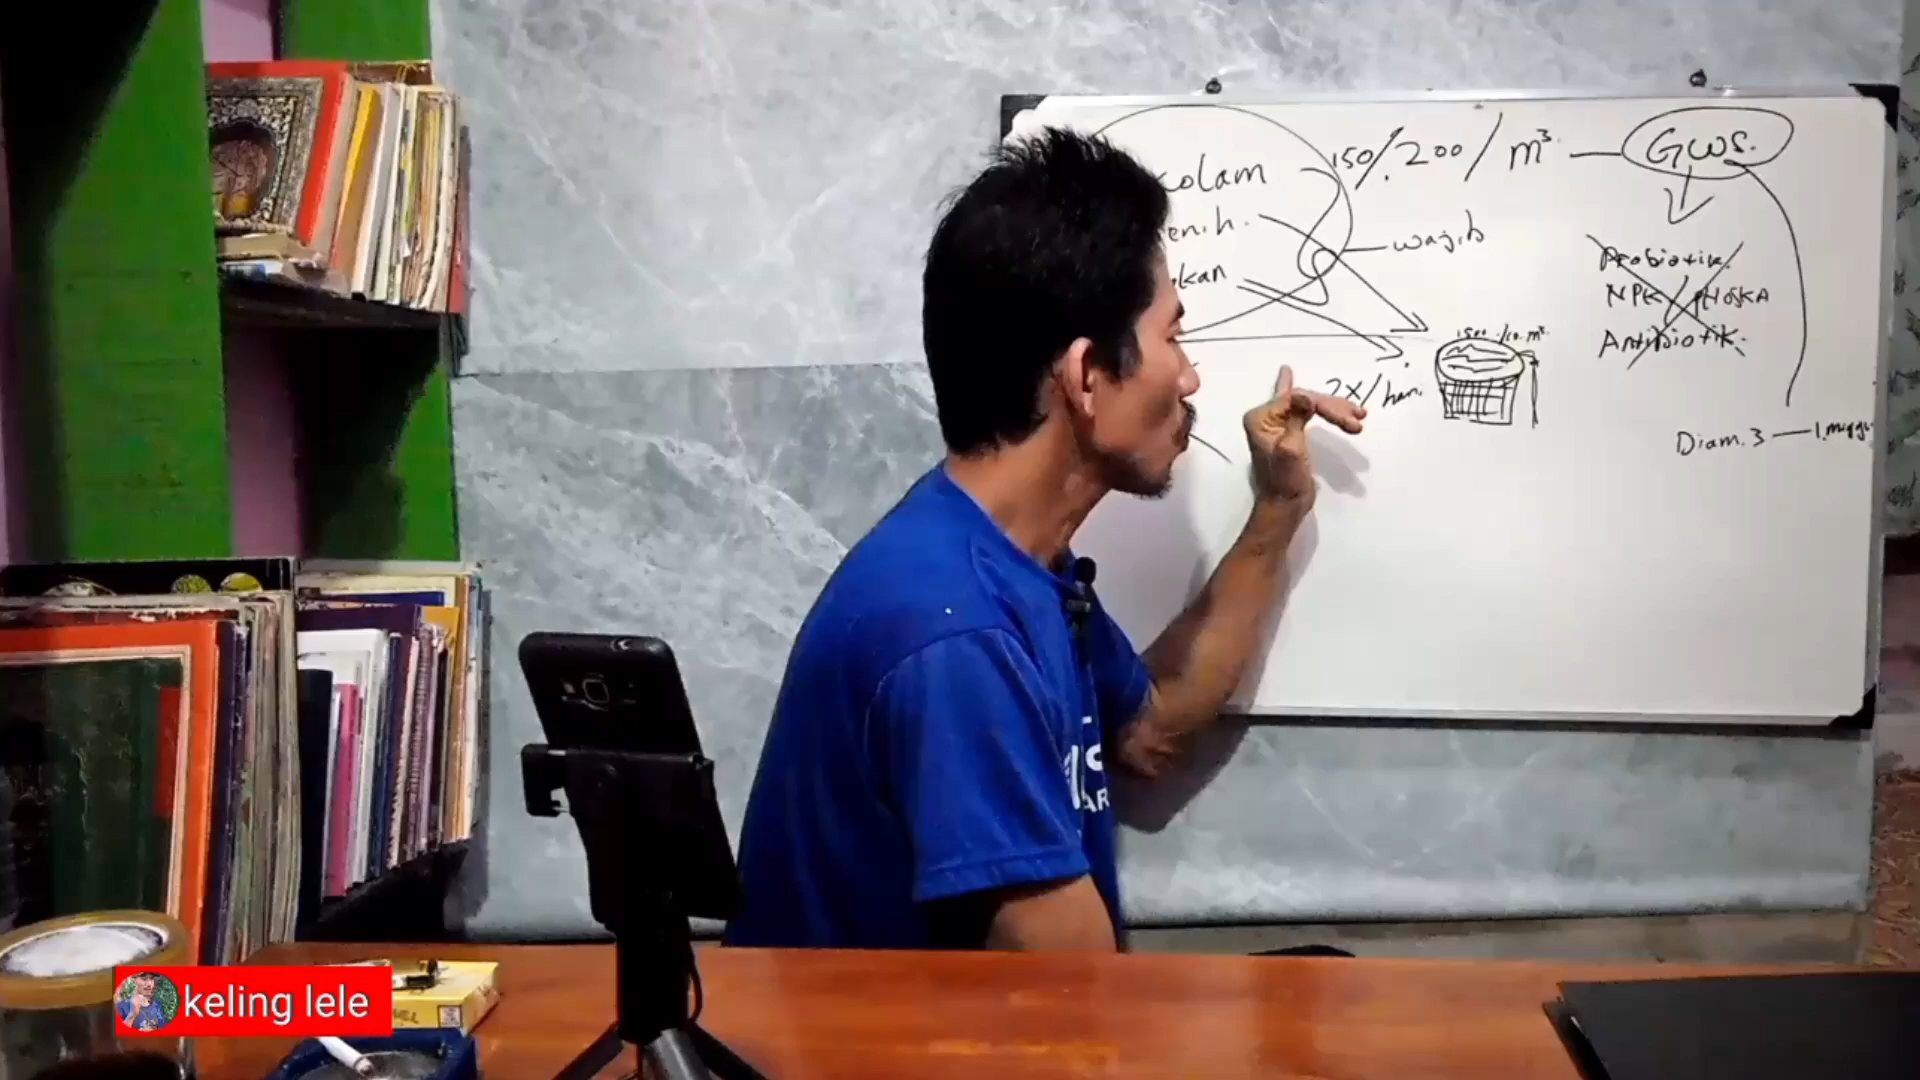 kolam 150/200/m³ GWS.
enih. wajib
kan
Probiotik
NPK/PHOSKA
Antibiotik.
1500/10.m³.
2x/hari.
Diam.3 — 1.minggu
keling lele